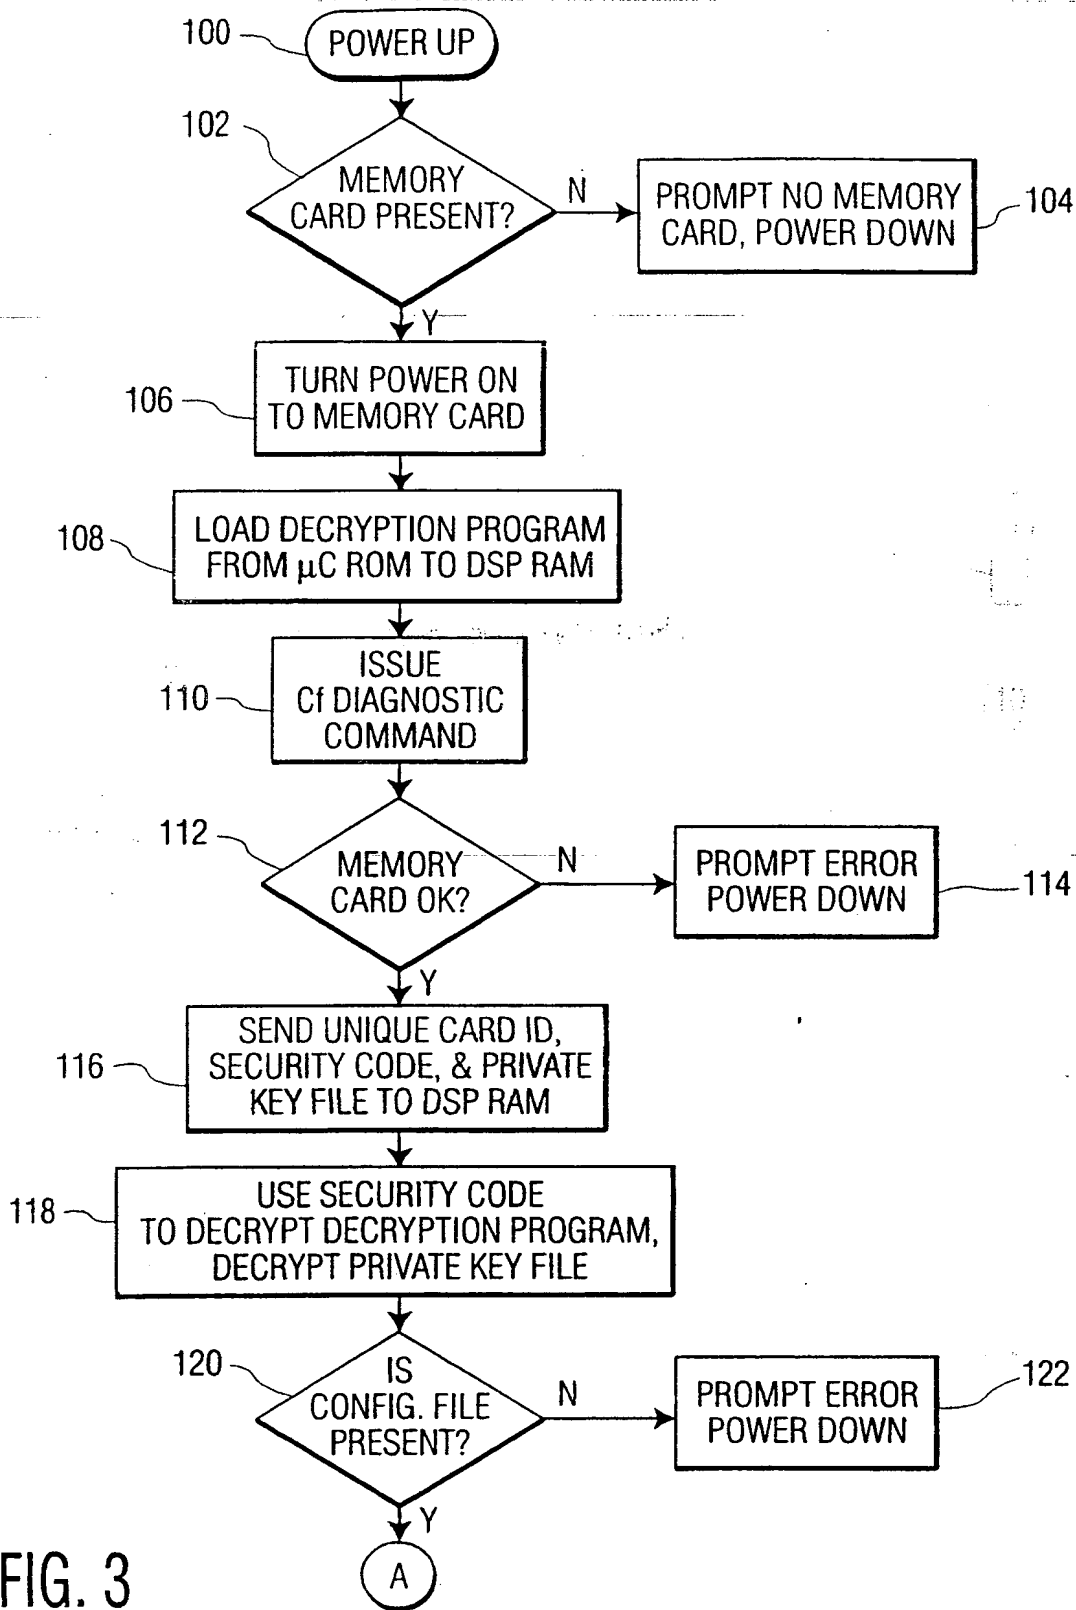 100
POWER UP
102
MEMORY
CARD PRESENT?
N
PROMPT NO MEMORY
CARD, POWER DOWN
104
Y
106
TURN POWER ON
TO MEMORY CARD
108
LOAD DECRYPTION PROGRAM
FROM μC ROM TO DSP RAM
110
ISSUE
Cf DIAGNOSTIC
COMMAND
112
MEMORY
CARD OK?
N
PROMPT ERROR
POWER DOWN
114
Y
116
SEND UNIQUE CARD ID,
SECURITY CODE, & PRIVATE
KEY FILE TO DSP RAM
118
USE SECURITY CODE
TO DECRYPT DECRYPTION PROGRAM,
DECRYPT PRIVATE KEY FILE
120
IS
CONFIG. FILE
PRESENT?
N
PROMPT ERROR
POWER DOWN
122
Y
A
FIG. 3